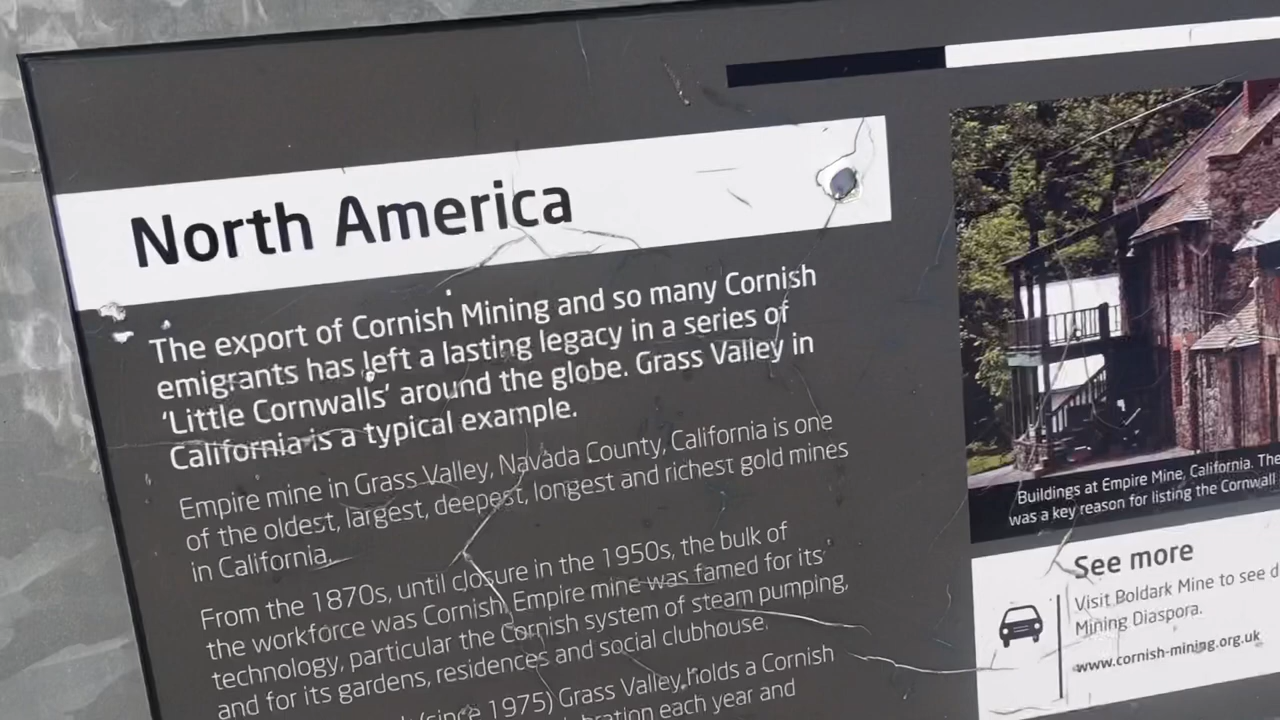 North America
The export of Cornish Mining and so many Cornish
emigrants has left a lasting legacy in a series of
‘Little Cornwalls’ around the globe. Grass Valley in
California is a typical example.
Empire mine in Grass Valley, Navada County, California is one
of the oldest, largest, deepest, longest and richest gold mines
in California.
From the 1870s, until closure in the 1950s, the bulk of
the workforce was Cornish. Empire mine was famed for its
technology, particular the Cornish system of steam pumping,
and for its gardens, residences and social clubhouse.
(since 1975) Grass Valley holds a Cornish
each year and
Buildings at Empire Mine, California. The
was a key reason for listing the Cornwall
See more
Visit Boldark Mine to see
Mining Diaspora.
www.cornish-mining.org.uk